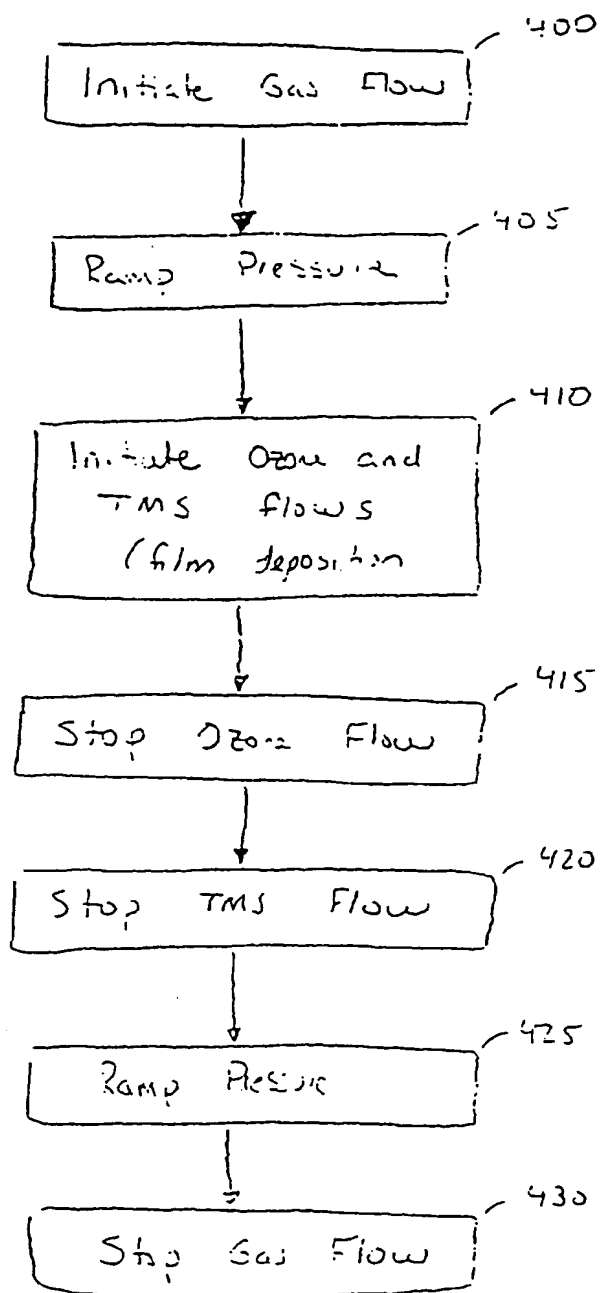 400
Initiate Gas Flow
405
Ramp Pressure
410
Initiate Ozone and
TMS flows
(film deposition
415
Stop Ozone Flow
420
Stop TMS Flow
425
Ramp Pressure
430
Stop Gas Flow